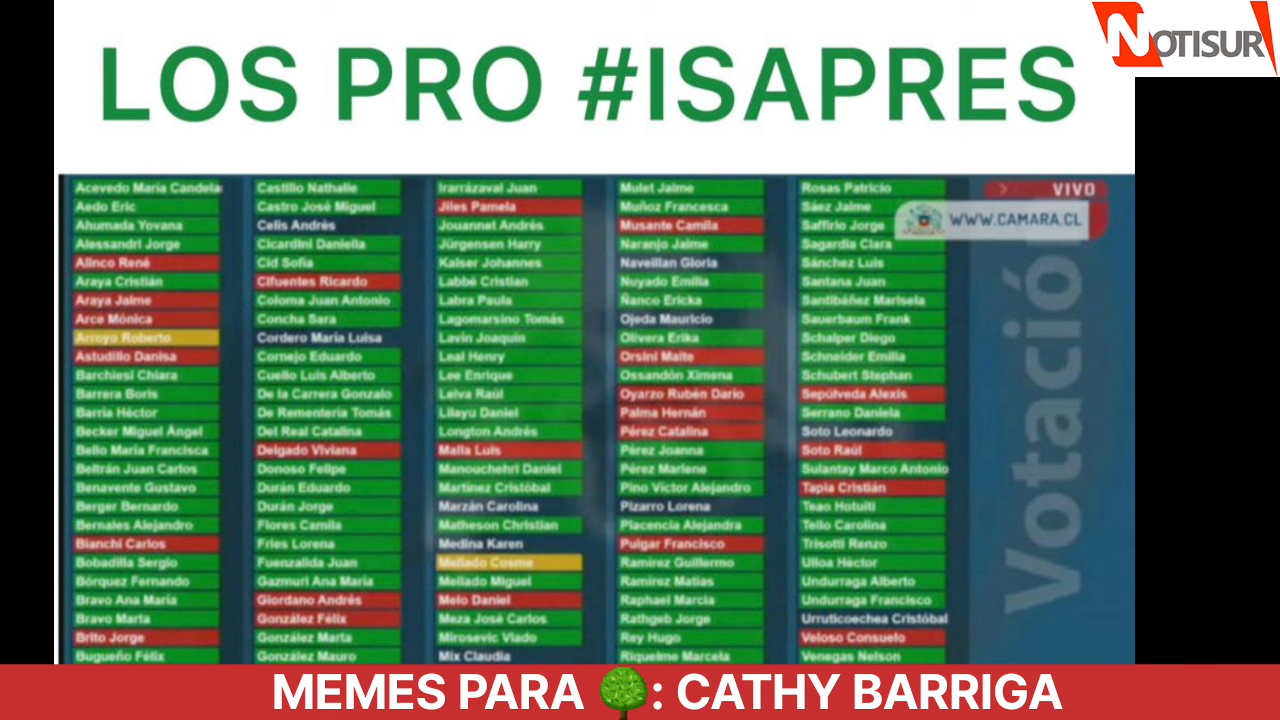 LOS PRO #ISAPRES
NOTISUR
Acevedo María Candela
Aedo Eric
Ahumada Yovana
Alessandri Jorge
Alinco René
Araya Cristián
Araya Jaime
Arce Mónica
Arroyo Roberto
Astudillo Danisa
Barchiesi Chiara
Barrera Boris
Barría Héctor
Becker Miguel Ángel
Bello María Francisca
Beltrán Juan Carlos
Benavente Gustavo
Berger Bernardo
Bernales Alejandro
Bianchi Carlos
Bobadilla Sergio
Bórquez Fernando
Bravo Ana María
Bravo Marta
Brito Jorge
Bugueño Félix
Castillo Nathalie
Castro José Miguel
Celis Andrés
Cicardini Daniella
Cid Sofía
Cifuentes Ricardo
Coloma Juan Antonio
Concha Sara
Cordero María Luisa
Cornejo Eduardo
Cuello Luis Alberto
De la Carrera Gonzalo
De Rementería Tomás
Del Real Catalina
Delgado Viviana
Donoso Felipe
Durán Eduardo
Durán Jorge
Flores Camila
Fries Lorena
Fuenzalida Juan
Gazmuri Ana María
Giordano Andrés
González Félix
González Marta
González Mauro
Irarrázaval Juan
Jiles Pamela
Jouannet Andrés
Jürgensen Harry
Kaiser Johannes
Labbé Cristian
Labra Paula
Lagomarsino Tomás
Lavín Joaquín
Leal Henry
Lee Enrique
Leiva Raúl
Lilayu Daniel
Longton Andrés
Malla Luis
Manouchehri Daniel
Martínez Cristóbal
Marzán Carolina
Matheson Christian
Medina Karen
Mellado Cosme
Mellado Miguel
Melo Daniel
Meza José Carlos
Mirosevic Vlado
Mix Claudia
Mulet Jaime
Muñoz Francesca
Musante Camila
Naranjo Jaime
Naveillan Gloria
Nuyado Emilia
Ñanco Ericka
Ojeda Mauricio
Olivera Erika
Orsini Maite
Ossandón Ximena
Oyarzo Rubén Darío
Palma Hernán
Pérez Catalina
Pérez Joanna
Pérez Marlene
Pino Víctor Alejandro
Pizarro Lorena
Placencia Alejandra
Pulgar Francisco
Ramírez Guillermo
Ramírez Matías
Raphael Marcia
Rathgeb Jorge
Rey Hugo
Riquelme Marcela
Rosas Patricio
Sáez Jaime
Saffirio Jorge
Sagardía Clara
Sánchez Luis
Santana Juan
Santibáñez Marisela
Sauerbaum Frank
Schalper Diego
Schneider Emilia
Schubert Stephan
Sepúlveda Alexis
Serrano Daniela
Soto Leonardo
Soto Raúl
Sulantay Marco Antonio
Tapia Cristián
Teao Hotuiti
Tello Carolina
Trisotti Renzo
Ulloa Héctor
Undurraga Alberto
Undurraga Francisco
Urruticoechea Cristóbal
Veloso Consuelo
Venegas Nelson
VIVO
WWW.CAMARA.CL
Votación
MEMES PARA 🌳: CATHY BARRIGA